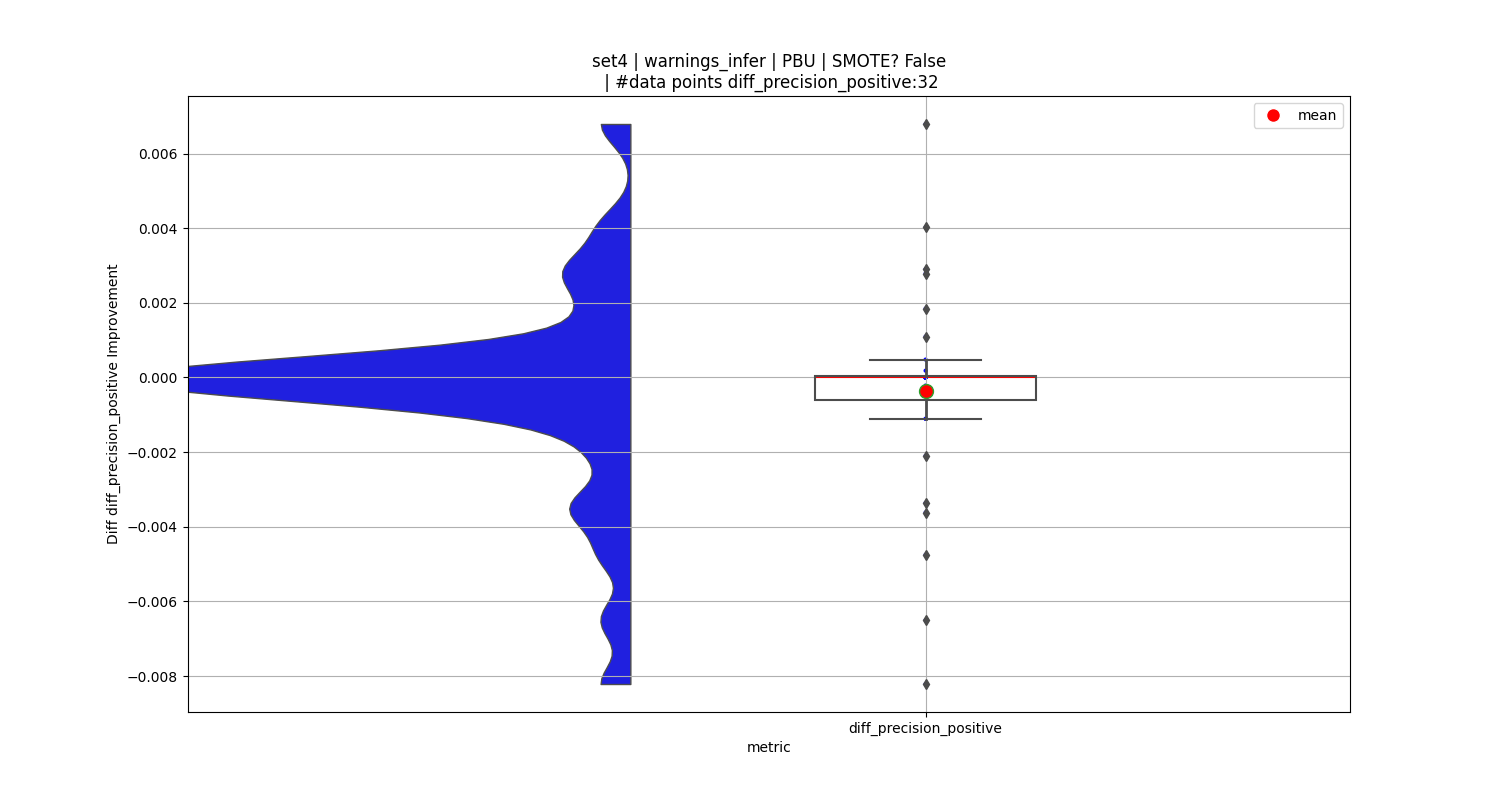 set4 | warnings_infer | PBU | SMOTE? False
| #data points diff_precision_positive:32
mean
0.006
0.004
0.002
0.000
−0.002
−0.004
−0.006
−0.008
Diff diff_precision_positive Improvement
diff_precision_positive
metric